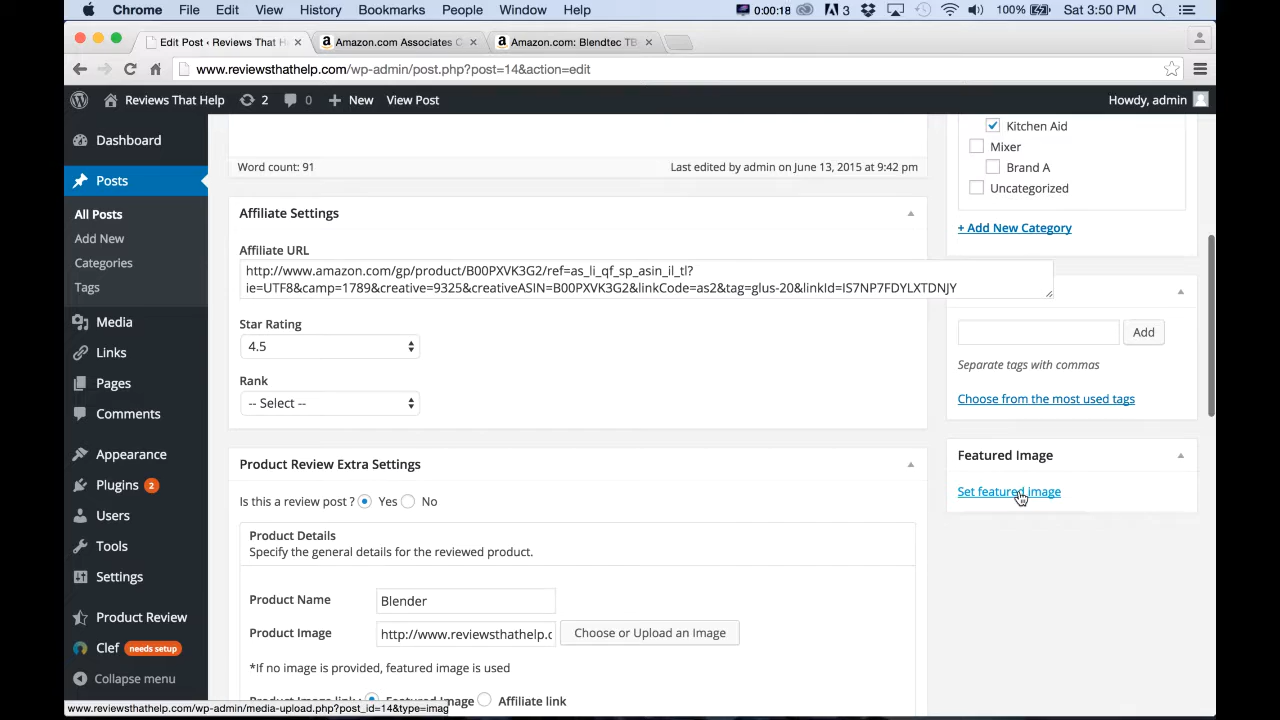 Chrome File Edit View History Bookmarks People Window Help 0:00:18 3 100% Sat 3:50 PM
Edit Post ‹ Reviews That H Amazon.com Associates C Amazon.com: Blendtec TB
www.reviewsthathelp.com/wp-admin/post.php?post=14&action=edit
Reviews That Help 2 0 New View Post Howdy, admin
Dashboard
Posts
All Posts
Add New
Categories
Tags
Media
Links
Pages
Comments
Appearance
Plugins 2
Users
Tools
Settings
Product Review
Clef needs setup
Collapse menu
Word count: 91 Last edited by admin on June 13, 2015 at 9:42 pm
Affiliate Settings
Affiliate URL
http://www.amazon.com/gp/product/B00PXVK3G2/ref=as_li_qf_sp_asin_il_tl?
ie=UTF8&camp=1789&creative=9325&creativeASIN=B00PXVK3G2&linkCode=as2&tag=glus-20&linkId=IS7NP7FDYLXTDNJY
Star Rating
4.5
Rank
-- Select --
Product Review Extra Settings
Is this a review post ? Yes No
Product Details
Specify the general details for the reviewed product.
Product Name Blender
Product Image http://www.reviewsthathelp.c Choose or Upload an Image
*If no image is provided, featured image is used
Product Image link: Featured Image Affiliate link
Kitchen Aid
Mixer
Brand A
Uncategorized
+ Add New Category
Add
Separate tags with commas
Choose from the most used tags
Featured Image
Set featured image
www.reviewsthathelp.com/wp-admin/media-upload.php?post_id=14&type=imag